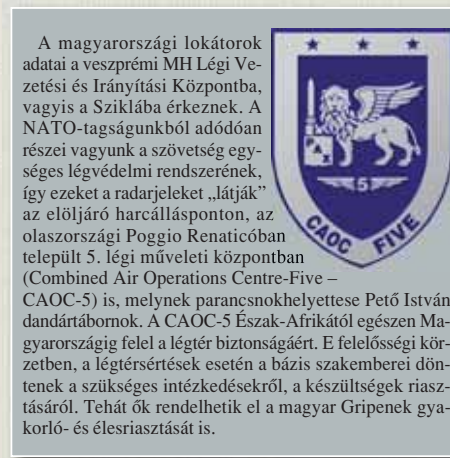 A magyarországi lokátorok
adatai a veszprémi MH Légi Ve-
zetési és Irányítási Központba,
vagyis a Sziklába érkeznek. A
NATO-tagságunkból adódóan
részei vagyunk a szövetség egy-
séges légvédelmi rendszerének,
így ezeket a radarjeleket „látják”
az elöljáró harcállásponton, az
olaszországi Poggio Renaticóban
települt 5. légi műveleti központban
(Combined Air Operations Centre-Five –
CAOC-5) is, melynek parancsnokhelyettese Pető István
dandártábornok. A CAOC-5 Észak-Afrikától egészen Ma-
gyarországig felel a légtér biztonságáért. E felelősségi kör-
zetben, a légtérsértések esetén a bázis szakemberei dön-
tenek a szükséges intézkedésekről, a készültségek riasz-
tásáról. Tehát ők rendelhetik el a magyar Gripenek gya-
korló- és élesriasztását is.
5
CAOC FIVE